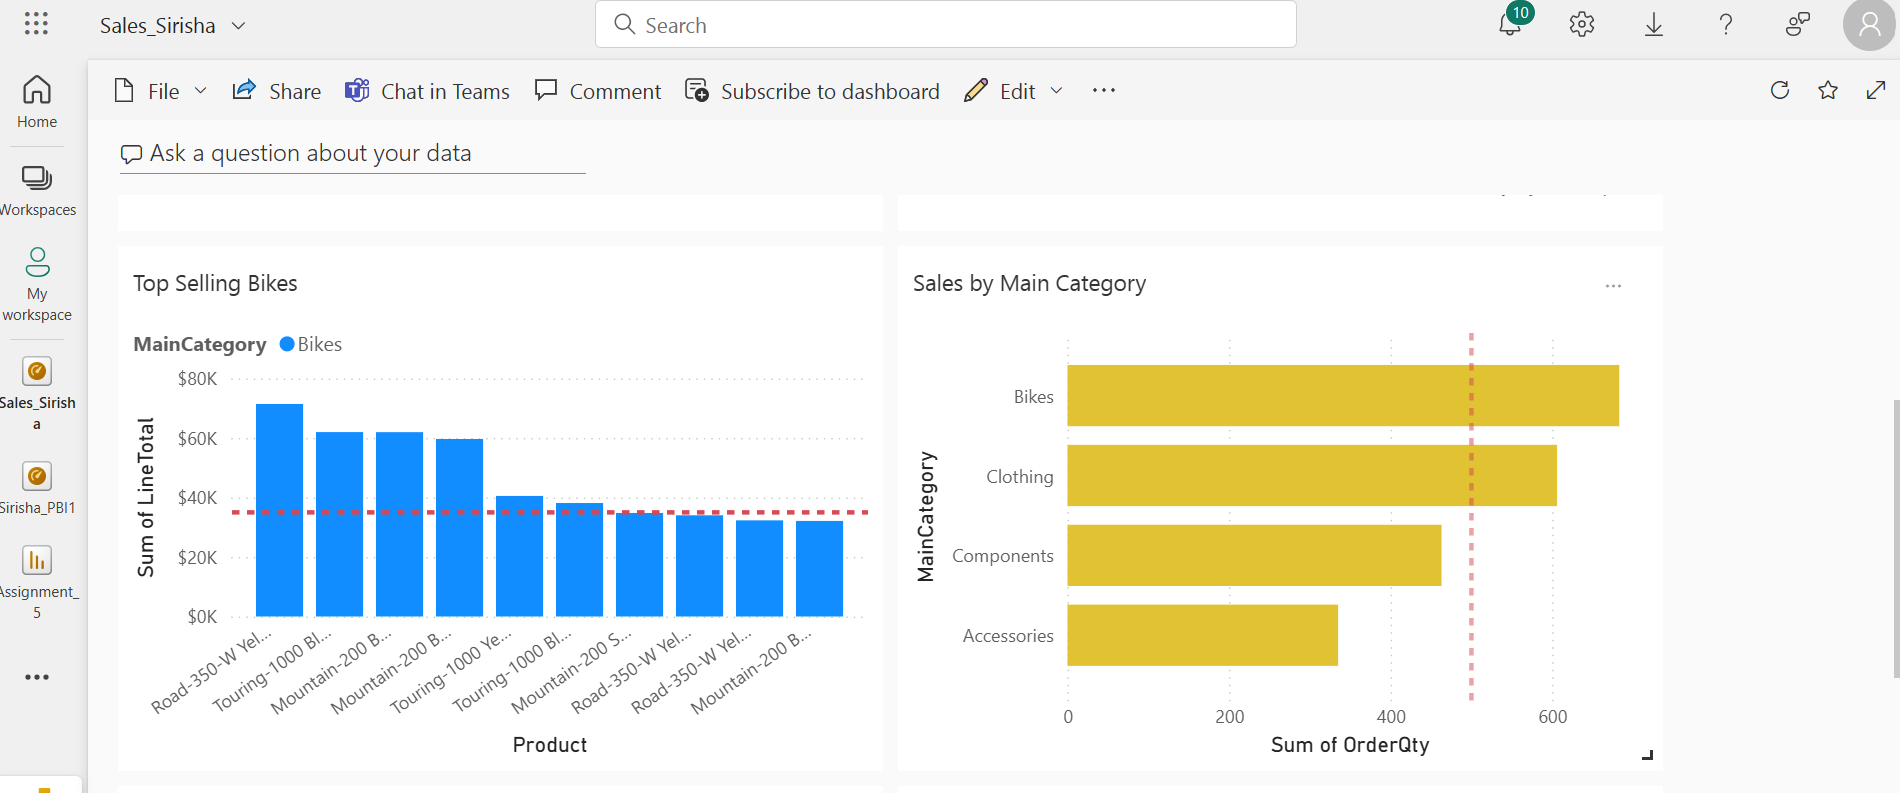 Sales_Sirisha
Search
10
File
Share
Chat in Teams
Comment
Subscribe to dashboard
Edit
Home
Workspaces
My
workspace
Sales_Sirish
a
Sirisha_PBI1
Assignment_
5
Ask a question about your data
Top Selling Bikes
MainCategory Bikes
Sum of LineTotal
$80K
$60K
$40K
$20K
$0K
Road-350-W Yel...
Touring-1000 Bl...
Mountain-200 B...
Mountain-200 B...
Touring-1000 Ye...
Touring-1000 Bl...
Mountain-200 S...
Road-350-W Yel...
Road-350-W Yel...
Mountain-200 B...
Product
Sales by Main Category
MainCategory
Bikes
Clothing
Components
Accessories
0 200 400 600
Sum of OrderQty